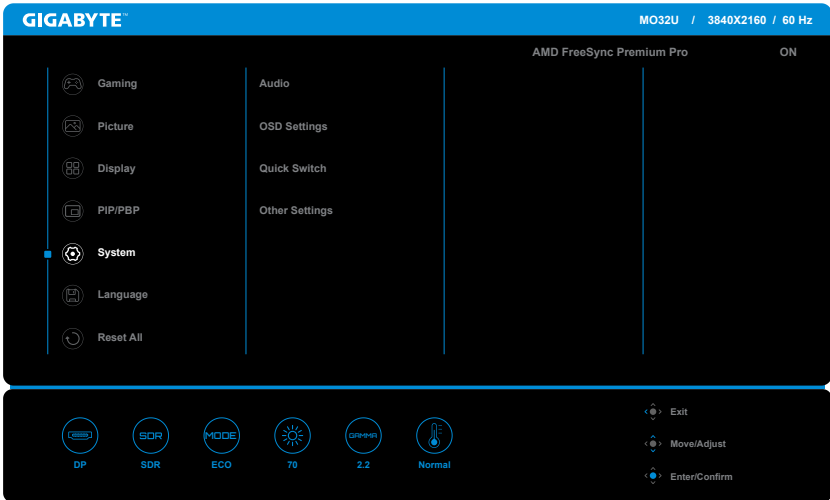 GIGABYTE™ MO32U / 3840X2160 / 60 Hz
AMD FreeSync Premium Pro ON
Gaming Audio
Picture OSD Settings
Display Quick Switch
PIP/PBP Other Settings
System
Language
Reset All
Exit
SDR MODE GAMMA
Move/Adjust
DP SDR ECO 70 2.2 Normal
Enter/Confirm